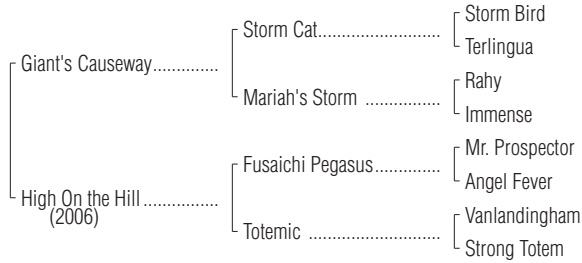 Storm Bird
Storm Cat..............................
Terlingua
Giant's Causeway..............
Rahy
Mariah's Storm ..................
Immense
Mr. Prospector
Fusaichi Pegasus...............
Angel Fever
High On the Hill ................
(2006)
Vanlandingham
Totemic ...............................
Strong Totem